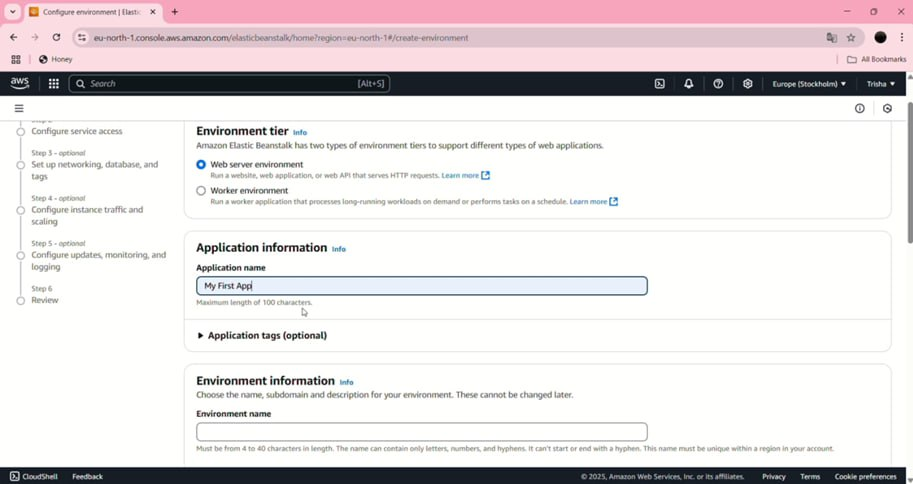 Configure environment | Elastic
eu-north-1.console.aws.amazon.com/elasticbeanstalk/home?region=eu-north-1#/create-environment
Honey
All Bookmarks
aws
Search
[Alt+S]
Europe (Stockholm)
Trisha
Configure service access
Step 3 - optional
Set up networking, database, and
tags
Step 4 - optional
Configure instance traffic and
scaling
Step 5 - optional
Configure updates, monitoring, and
logging
Step 6
Review
Environment tier Info
Amazon Elastic Beanstalk has two types of environment tiers to support different types of web applications.
Web server environment
Run a website, web application, or web API that serves HTTP requests. Learn more
Worker environment
Run a worker application that processes long-running workloads on demand or performs tasks on a schedule. Learn more
Application information Info
Application name
My First App
Maximum length of 100 characters.
Application tags (optional)
Environment information Info
Choose the name, subdomain and description for your environment. These cannot be changed later.
Environment name
Must be from 4 to 40 characters in length. The name can contain only letters, numbers, and hyphens. It can't start or end with a hyphen. This name must be unique within a region in your account.
CloudShell
Feedback
© 2025, Amazon Web Services, Inc. or its affiliates.
Privacy
Terms
Cookie preferences